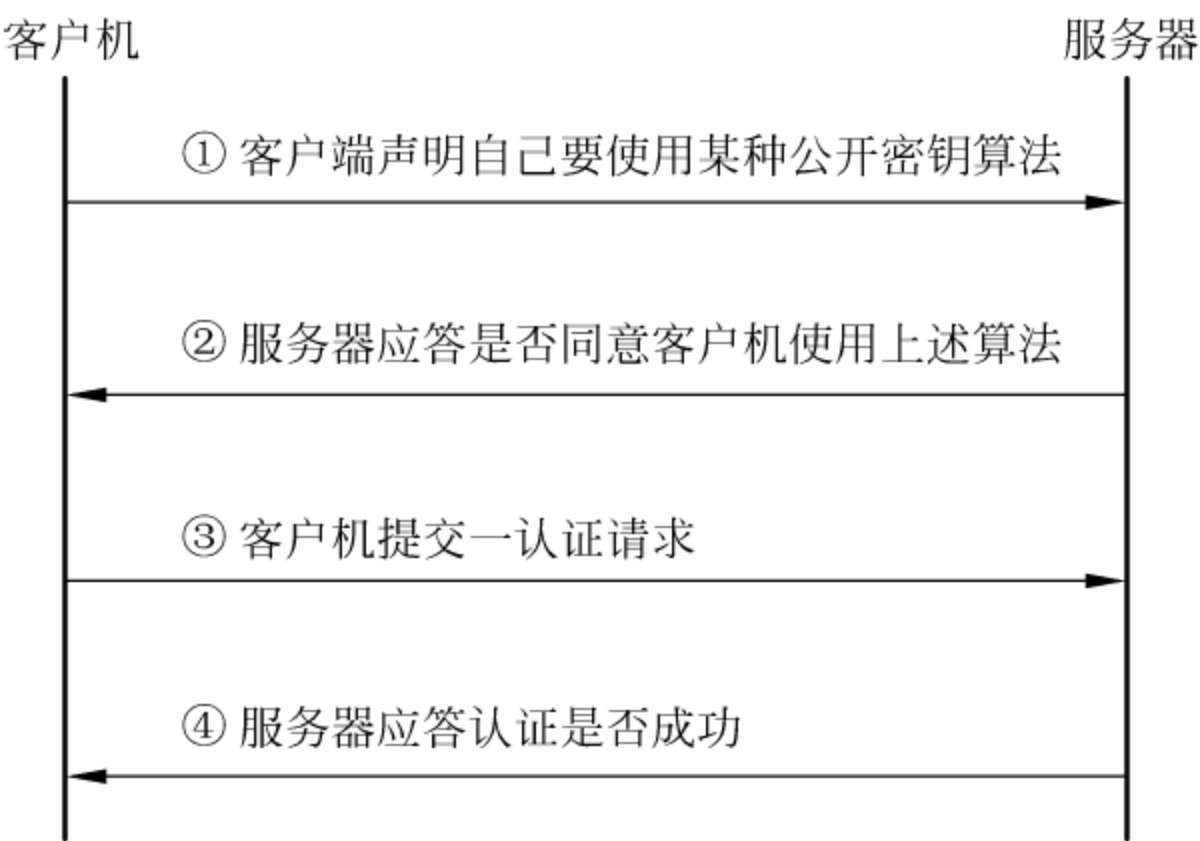 客户机
服务器
① 客户端声明自己要使用某种公开密钥算法
② 服务器应答是否同意客户机使用上述算法
③ 客户机提交一认证请求
④ 服务器应答认证是否成功